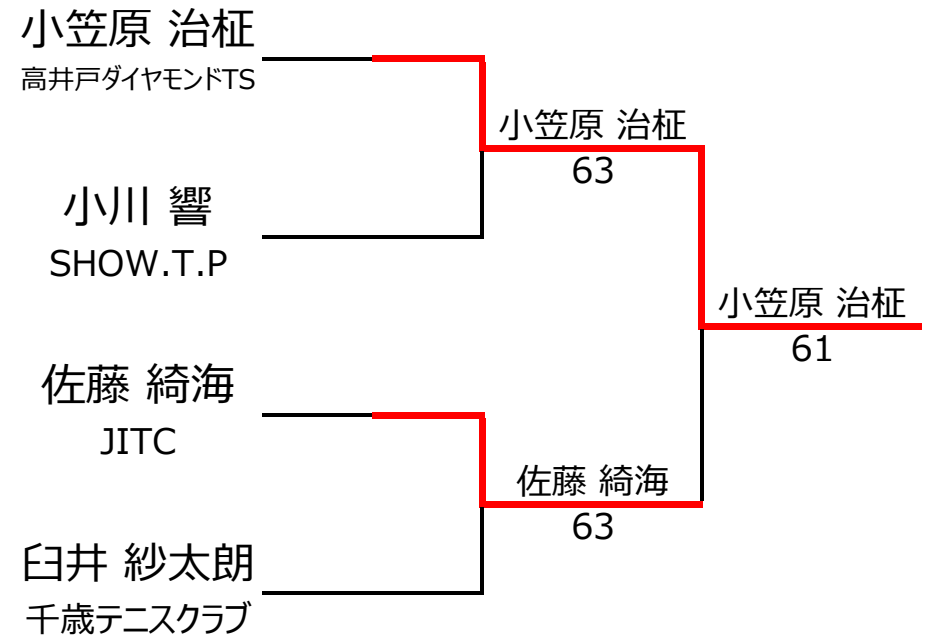 小笠原 治柾
高井戸ダイヤモンドTS
小笠原 治柾
63
小川 響
SHOW.T.P
小笠原 治柾
61
佐藤 綺海
JITC
佐藤 綺海
63
臼井 紗太朗
千歳テニスクラブ